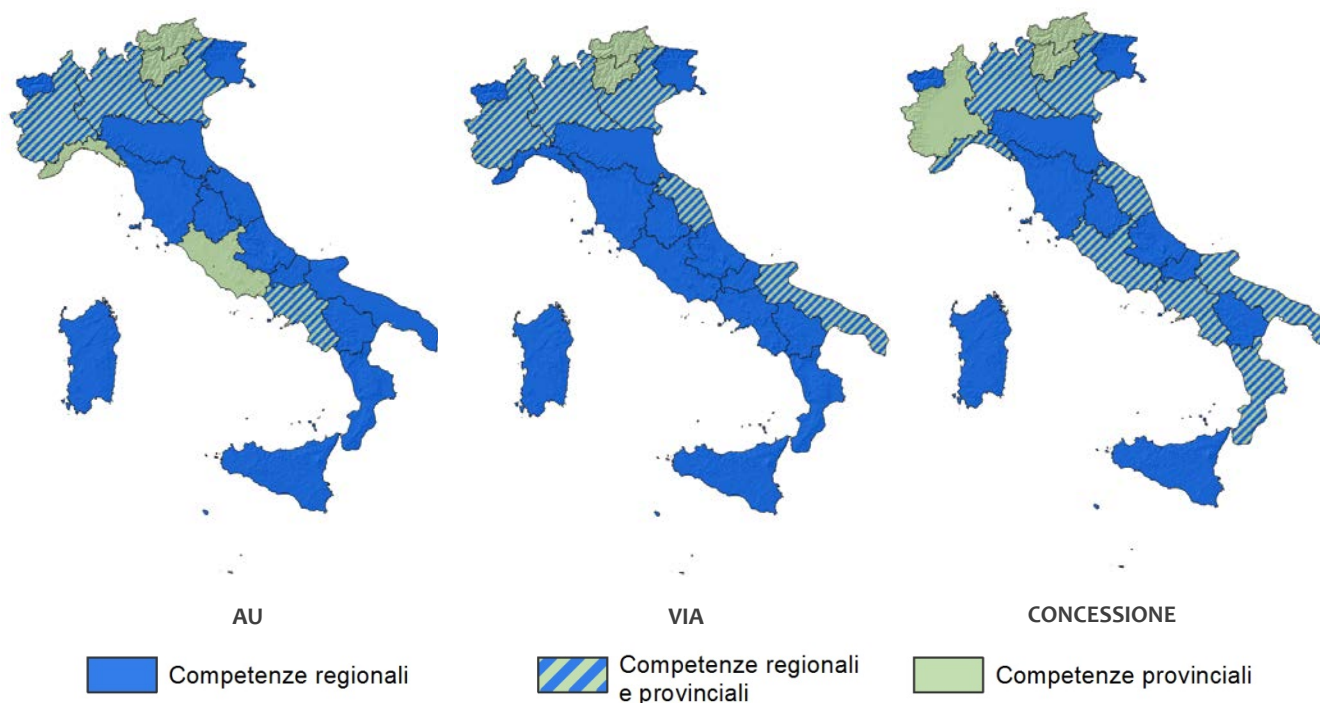 AU
VIA
CONCESSIONE
Competenze regionali
Competenze regionali
e provinciali
Competenze provinciali